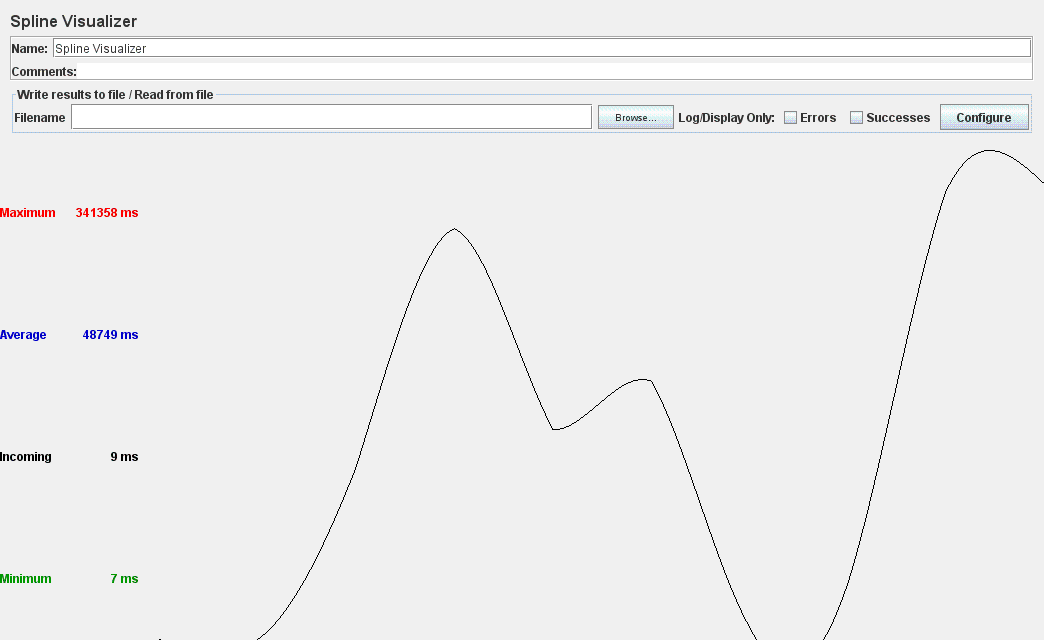 Spline Visualizer
Name: Spline Visualizer
Comments:
Write results to file / Read from file
Filename Browse... Log/Display Only: Errors Successes Configure
Maximum 341358 ms
Average 48749 ms
Incoming 9 ms
Minimum 7 ms